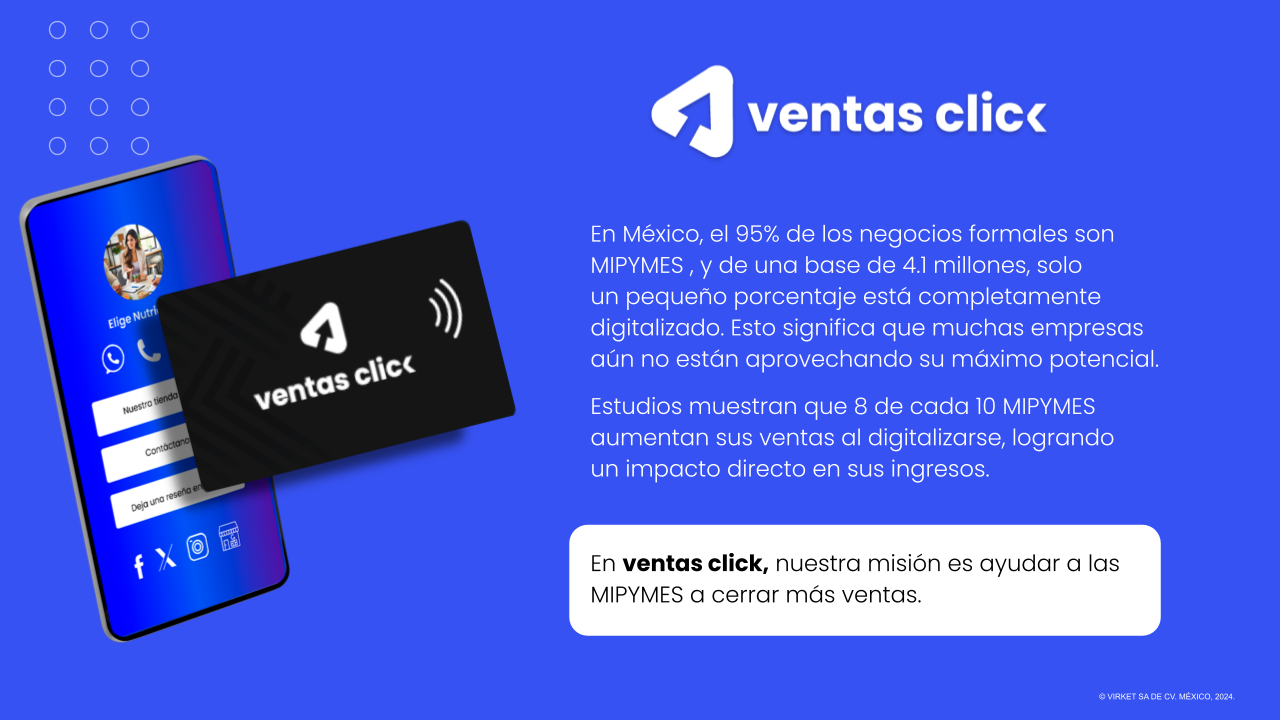 ventas click
En México, el 95% de los negocios formales son
MIPYMES , y de una base de 4.1 millones, solo
un pequeño porcentaje está completamente
digitalizado. Esto significa que muchas empresas
aún no están aprovechando su máximo potencial.
Estudios muestran que 8 de cada 10 MIPYMES
aumentan sus ventas al digitalizarse, logrando
un impacto directo en sus ingresos.
En ventas click, nuestra misión es ayudar a las
MIPYMES a cerrar más ventas.
Elige
Nuestra tienda
Deja una reseña
ventas click
© VIRKET SA DE CV. MÉXICO, 2024.